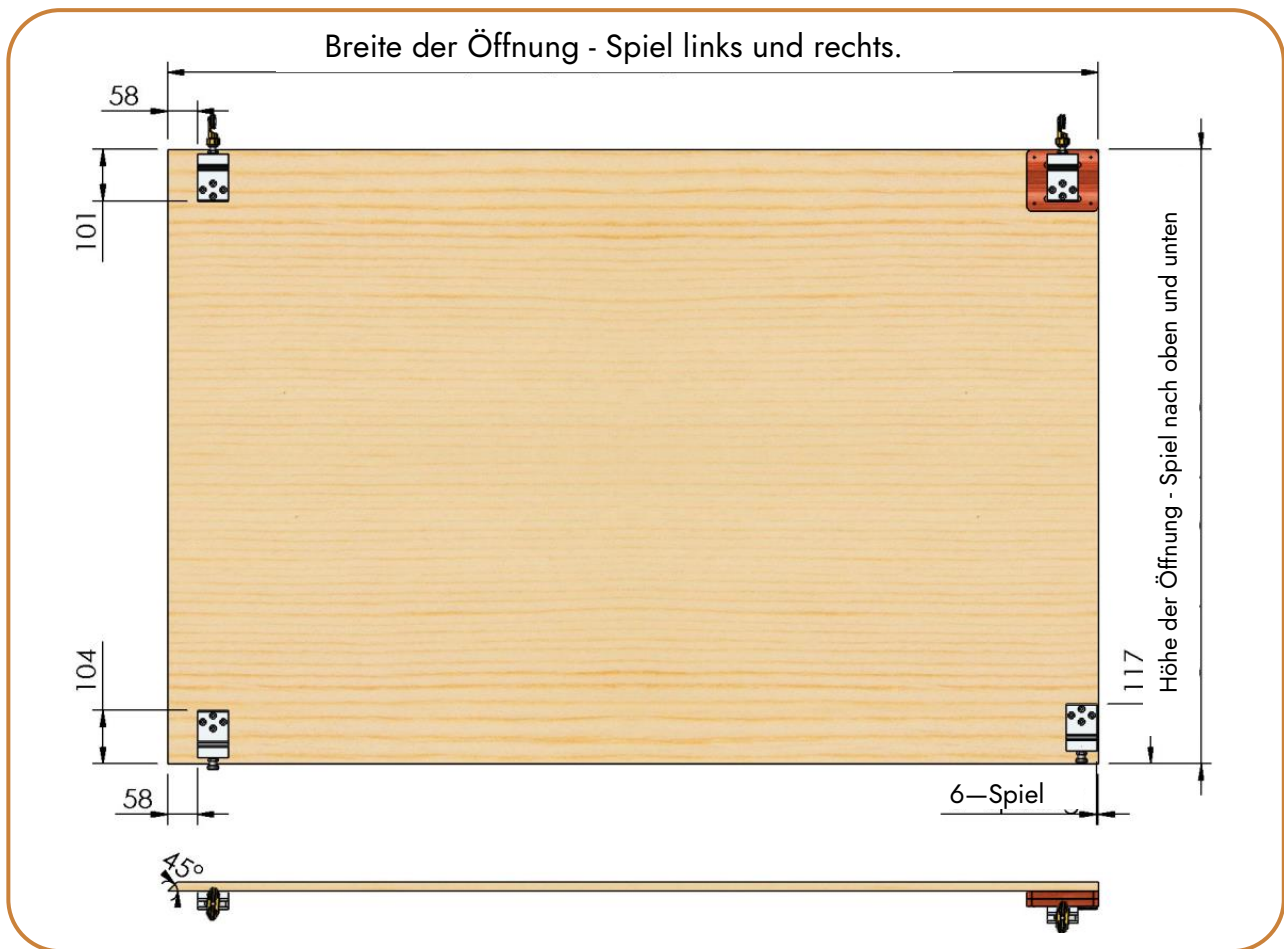 Breite der Öffnung - Spiel links und rechts.
58
101
Höhe der Öffnung - Spiel nach oben und unten
104
117
58
6—Spiel
45°